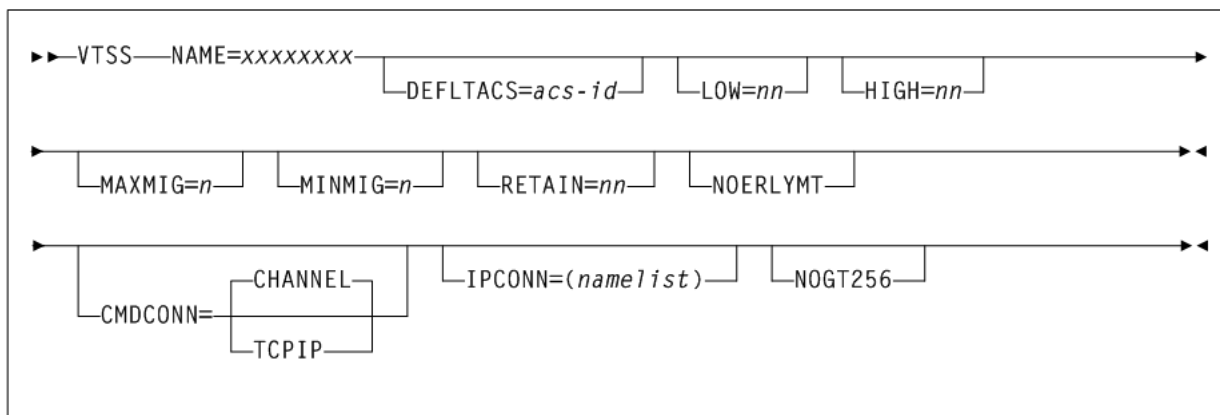 VTSS NAME=xxxxxxxx
DEFLTACS=acs-id LOW=nn HIGH=nn
MAXMIG=n MINMIG=n RETAIN=nn NOERLYMT
CHANNEL IPCONN=(namelist) NOGT256
CMDCONN=
TCPIP